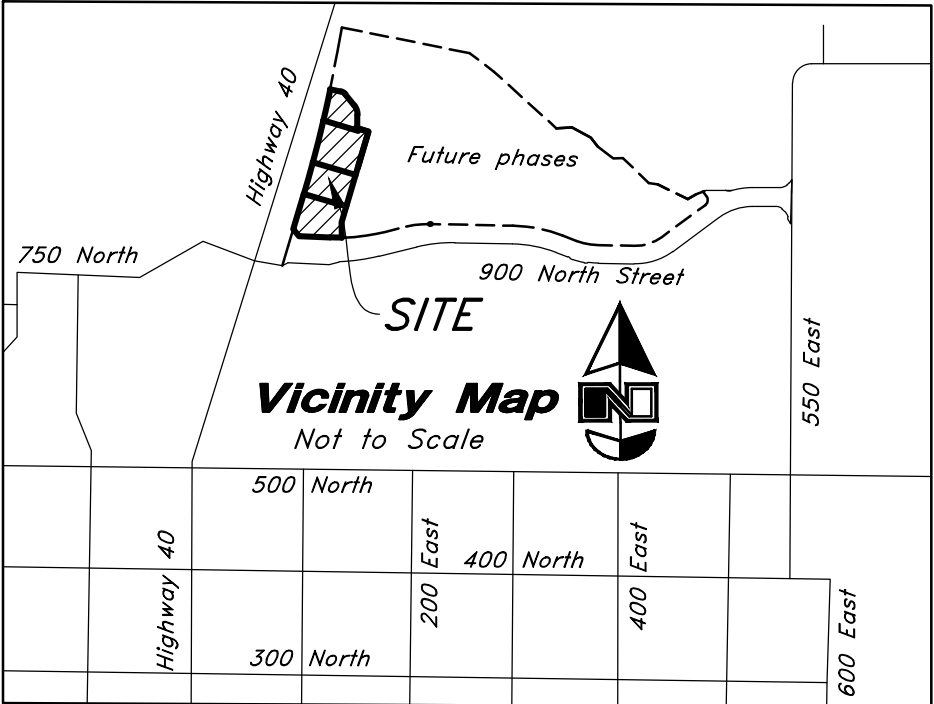 Highway 40
Future phases
750 North
900 North Street
SITE
550 East
Vicinity Map
N
Not to Scale
500 North
Highway 40
200 East
400 North
400 East
300 North
600 East